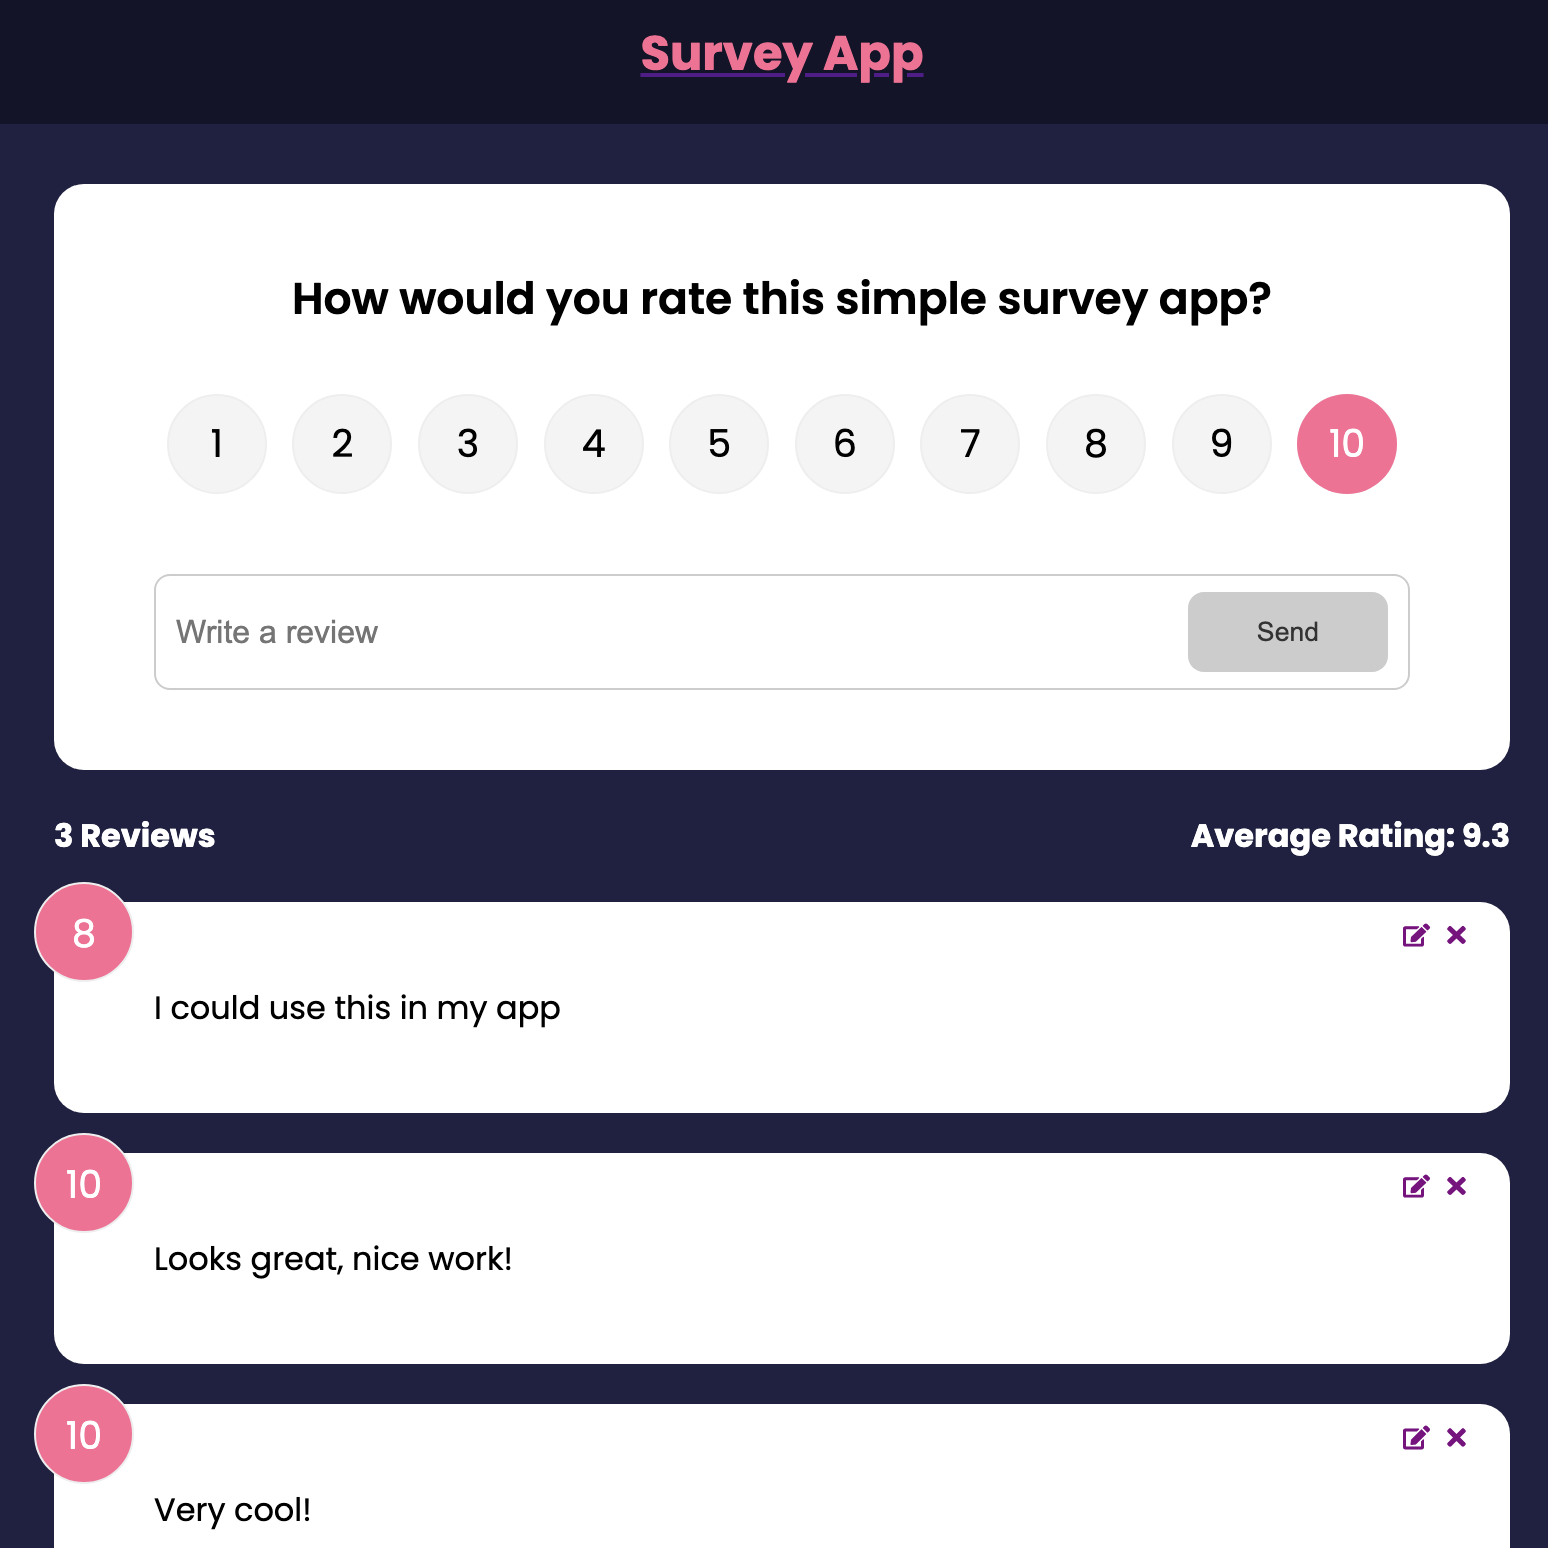 Survey App
How would you rate this simple survey app?
1 2 3 4 5 6 7 8 9 10
Write a review Send
3 Reviews Average Rating: 9.3
8
I could use this in my app
10
Looks great, nice work!
10
Very cool!